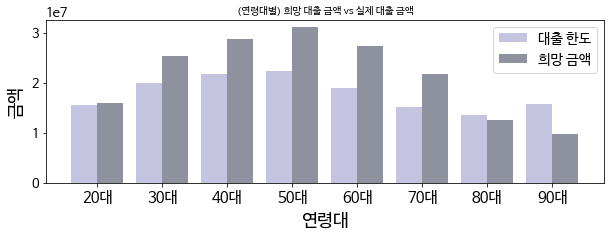 (연령대별) 희망 대출 금액 vs 실제 대출 금액
1e7
대출 한도
희망 금액
3
2
1
0
금액
20대 30대 40대 50대 60대 70대 80대 90대
연령대